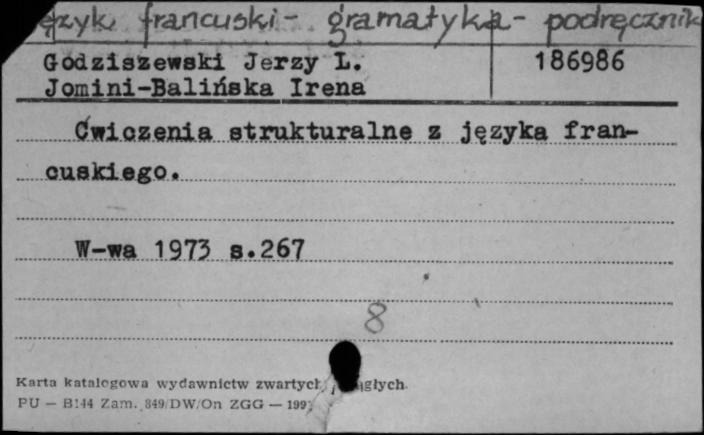 język francuski - gramatyka - podręcznik
Godziszewski Jerzy L. 186986
Jomini-Balińska Irena
Ćwiczenia strukturalne z języka fran-
cuskiego.
W-wa 1973 s.267
8
Karta katalogowa wydawnictw zwartych
PU — B144 Zam. 849/DW/On ZGG — 199